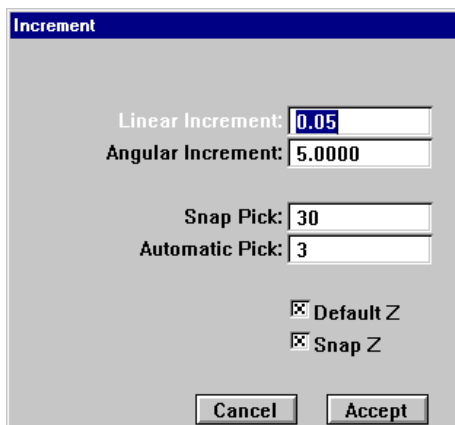 Increment
Linear Increment: 0.05
Angular Increment: 5.0000
Snap Pick: 30
Automatic Pick: 3
Default Z
Snap Z
Cancel Accept